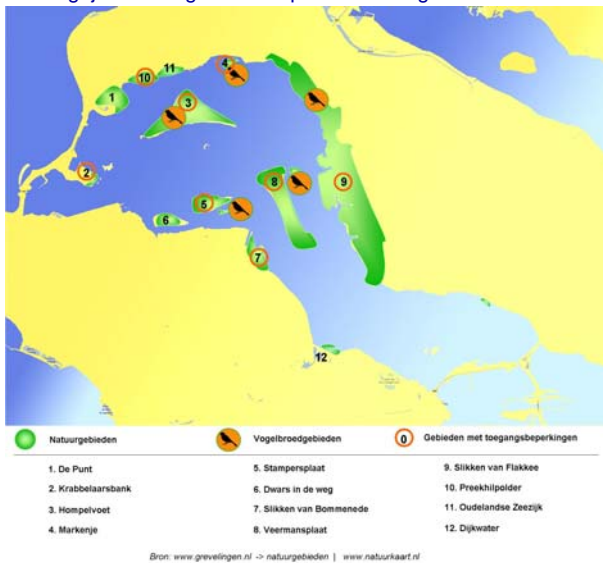 10
11
4
1
3
2
8
9
5
6
7
12
Natuurgebieden
Vogelbroedgebieden
0 Gebieden met toegangsbeperkingen
1. De Punt
2. Krabbelaarsbank
3. Hompelvoet
4. Markenje
5. Stampersplaat
6. Dwars in de weg
7. Slikken van Bommenede
8. Veermansplaat
9. Slikken van Flakkee
10. Preekhilpolder
11. Oudelandse Zeezijk
12. Dijkwater
Bron: www.grevelingen.nl -> natuurgebieden | www.natuurkaart.nl